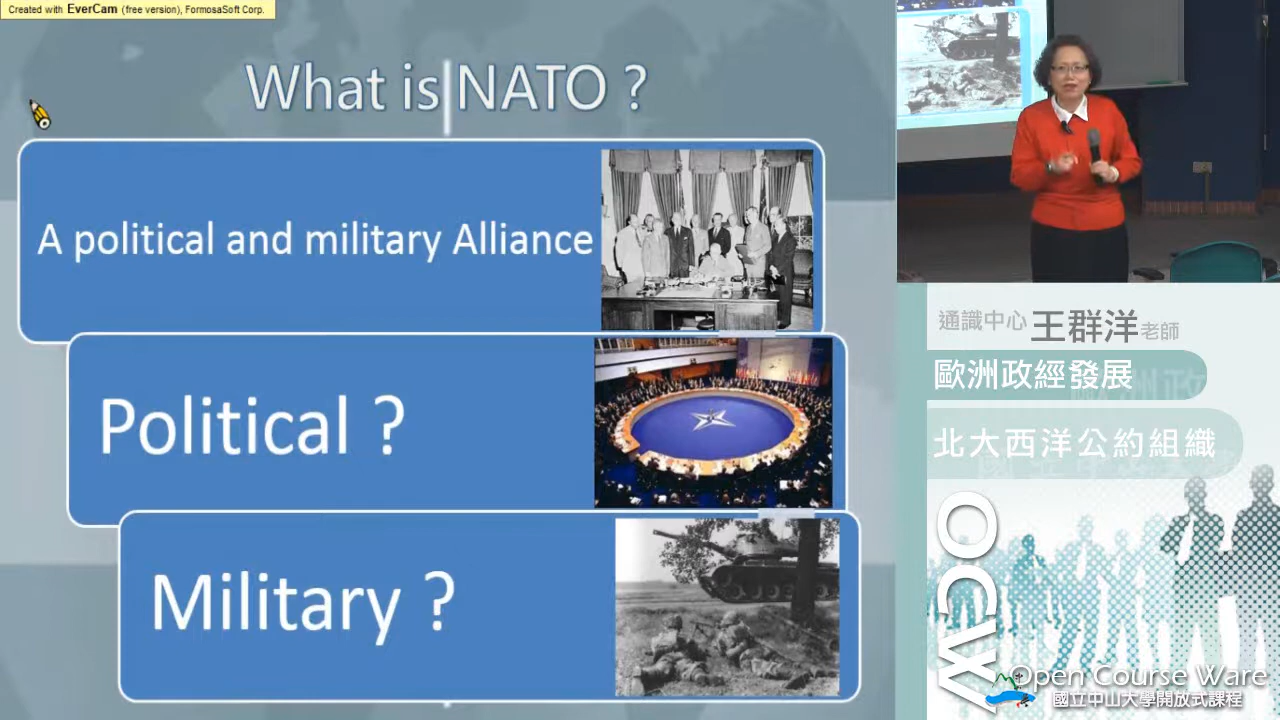 Created with EverCam (free version), FormosaSoft Corp.
What is NATO ?
A political and military Alliance
Political ?
Military ?
通識中心 王群洋 老師
歐洲政經發展
北大西洋公約組織
OCW
Open Course Ware
國立中山大學開放式課程